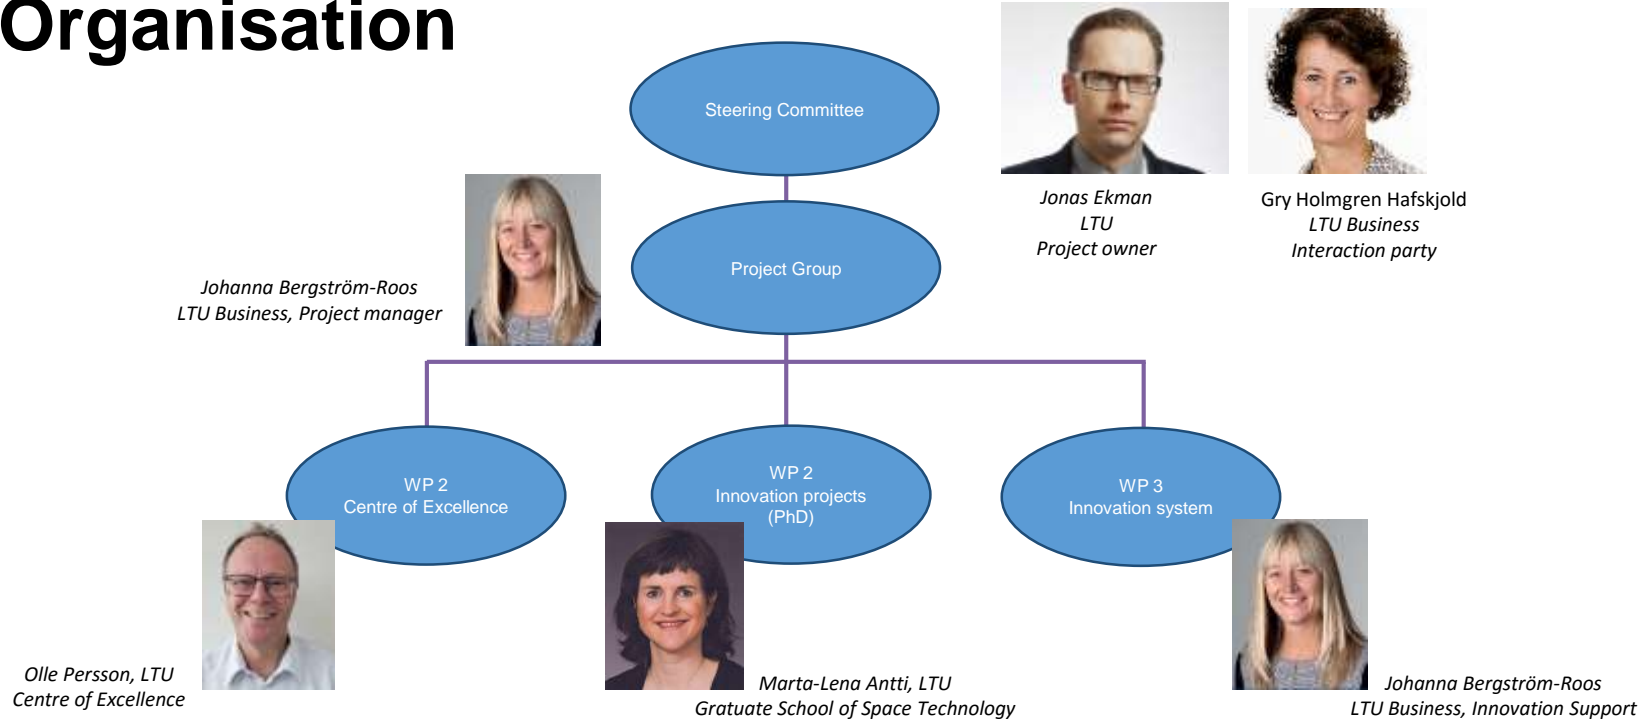 Organisation
Steering Committee
Jonas Ekman
LTU
Project owner
Gry Holmgren Hafskjold
LTU Business
Interaction party
Project Group
Johanna Bergström-Roos
LTU Business, Project manager
WP 2
Centre of Excellence
WP 2
Innovation projects
(PhD)
WP 3
Innovation system
Olle Persson, LTU
Centre of Excellence
Marta-Lena Antti, LTU
Gratuate School of Space Technology
Johanna Bergström-Roos
LTU Business, Innovation Support